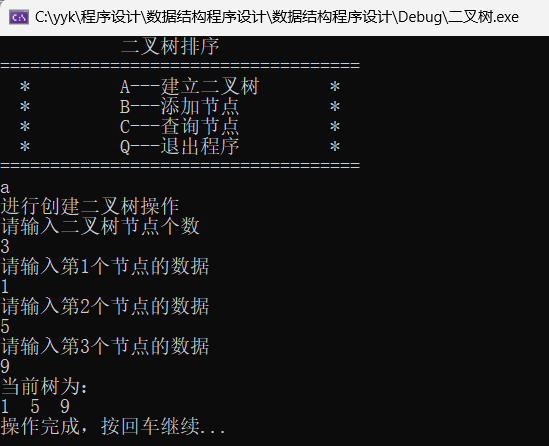 C:\yyk\程序设计\数据结构程序设计\数据结构程序设计\Debug\二叉树.exe
二叉树排序
====================================
* A---建立二叉树 *
* B---添加节点 *
* C---查询节点 *
* Q---退出程序 *
====================================
a
进行创建二叉树操作
请输入二叉树节点个数
3
请输入第1个节点的数据
1
请输入第2个节点的数据
5
请输入第3个节点的数据
9
当前树为：
1 5 9
操作完成，按回车继续...